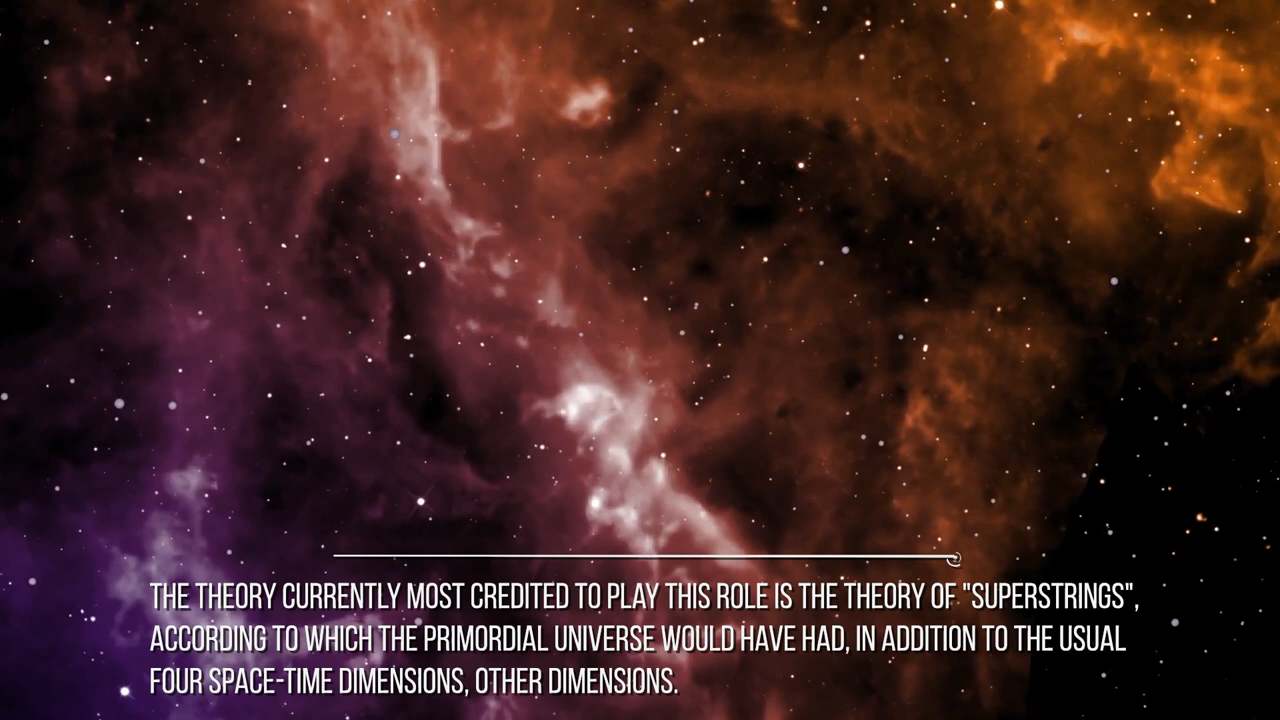 THE THEORY CURRENTLY MOST CREDITED TO PLAY THIS ROLE IS THE THEORY OF "SUPERSTRINGS",
ACCORDING TO WHICH THE PRIMORDIAL UNIVERSE WOULD HAVE HAD, IN ADDITION TO THE USUAL
FOUR SPACE-TIME DIMENSIONS, OTHER DIMENSIONS.